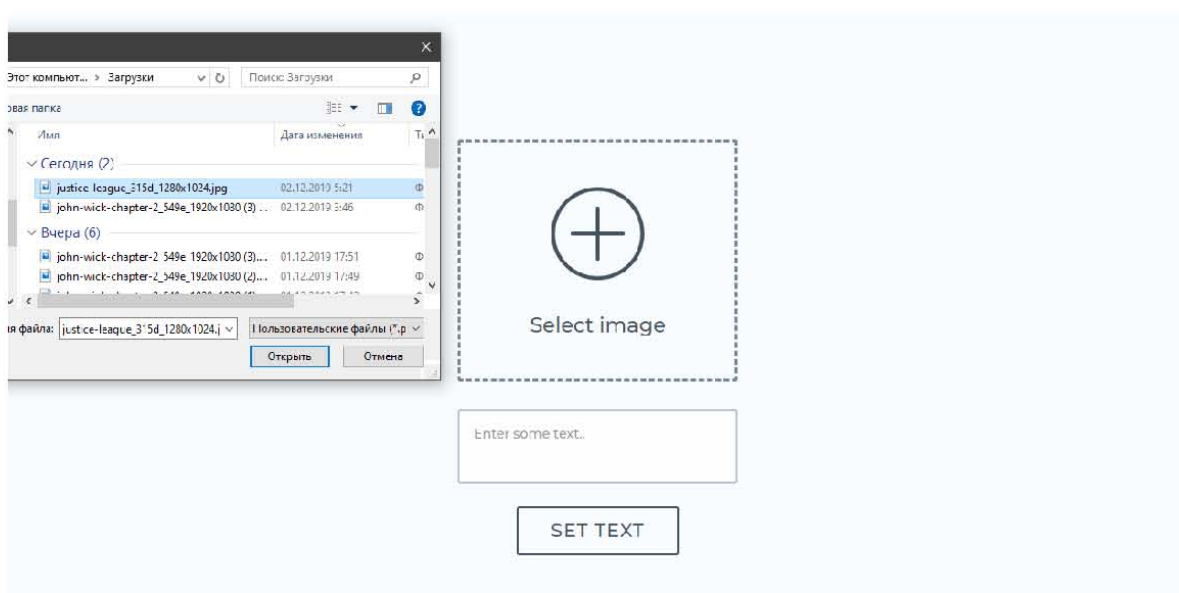 Этот компьют... > Загрузки
Поиск: Загрузки
овая папка
Имя
Дата изменения
Сегодня (2)
justice-league_315d_1280x1024.jpg 02.12.2019 5:21
john-wick-chapter-2_549e_1920x1080 (3) ... 02.12.2019 3:46
Вчера (6)
john-wick-chapter-2_549e_1920x1080 (3)... 01.12.2019 17:51
john-wick-chapter-2_549e_1920x1080 (2)... 01.12.2019 17:49
я файла: justice-league_315d_1280x1024.j
Пользовательские файлы (*.p
Открыть
Отмена
Select image
Enter some text..
SET TEXT